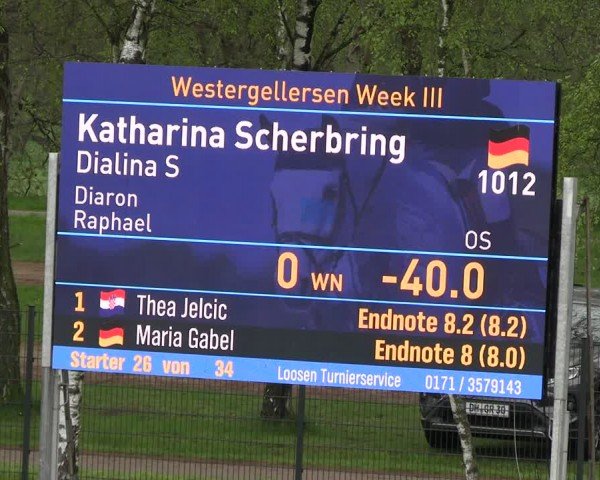 Westergellersen Week III
Katharina Scherbring
Dialina S
1012
Diaron
Raphael
OS
0 WN -40.0
1 Thea Jelcic Endnote 8.2 (8.2)
2 Maria Gabel Endnote 8 (8.0)
Starter 26 von 34 Loosen Turnierservice 0171 / 3579143